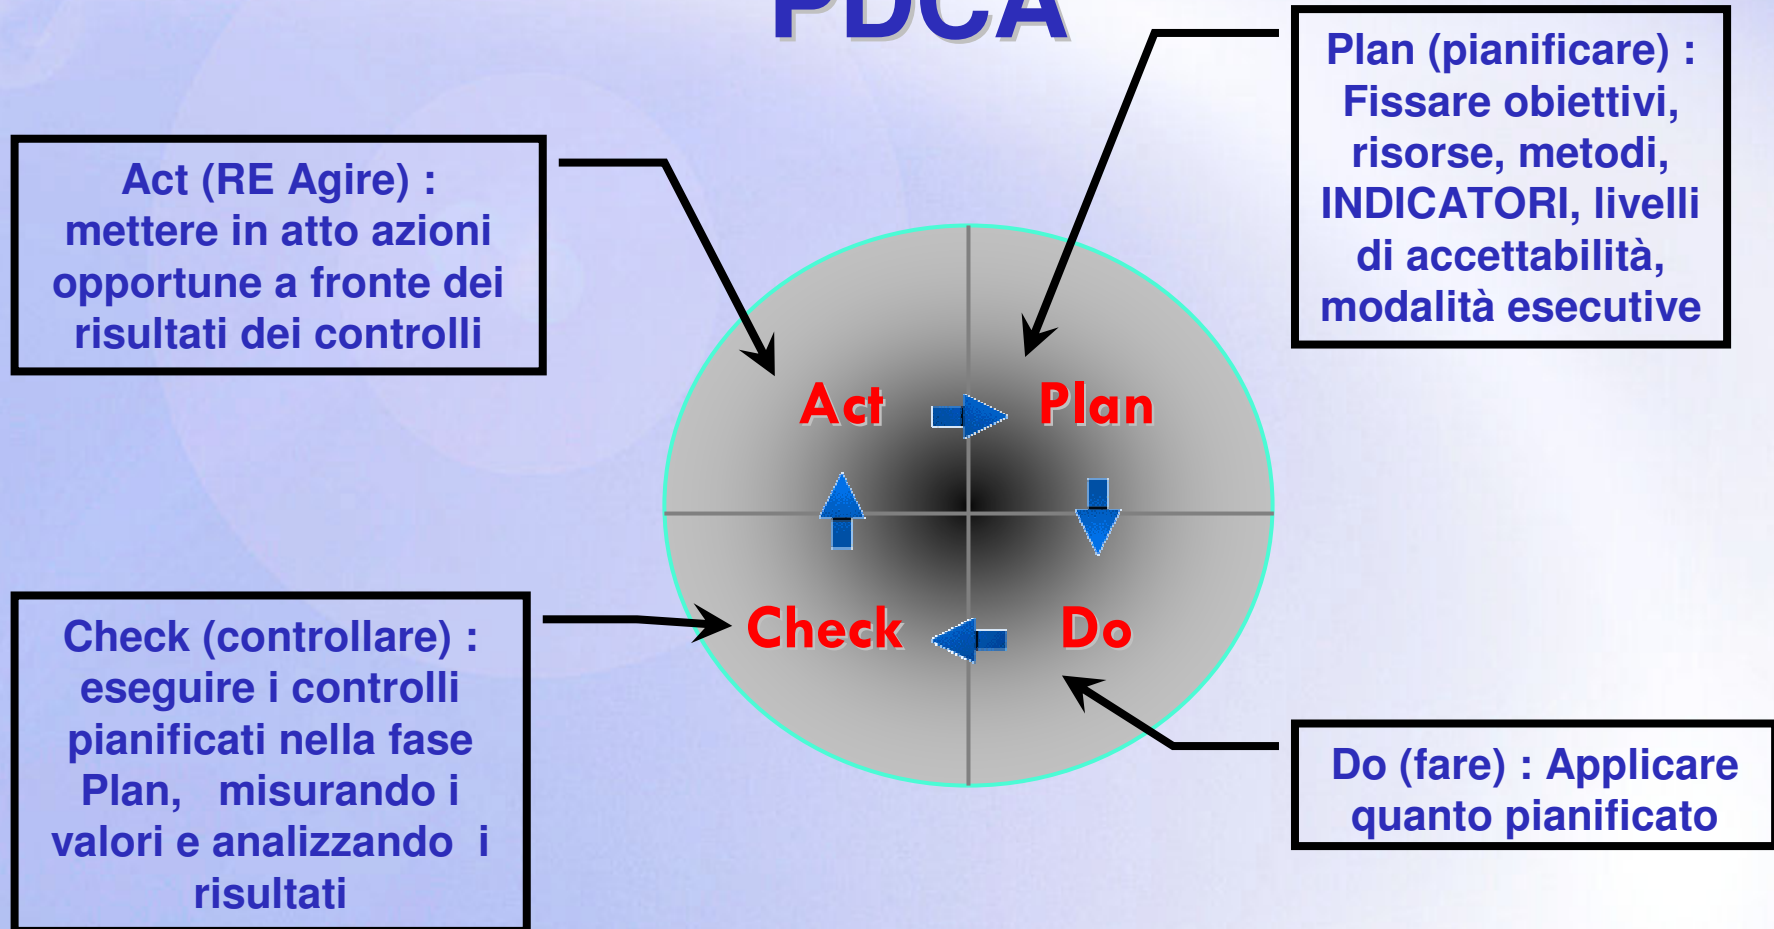 PDCA
Plan (pianificare) :
Fissare obiettivi,
risorse, metodi,
INDICATORI, livelli
di accettabilità,
modalità esecutive
Act (RE Agire) :
mettere in atto azioni
opportune a fronte dei
risultati dei controlli
Act
Plan
Check
Do
Check (controllare) :
eseguire i controlli
pianificati nella fase
Plan, misurando i
valori e analizzando i
risultati
Do (fare) : Applicare
quanto pianificato